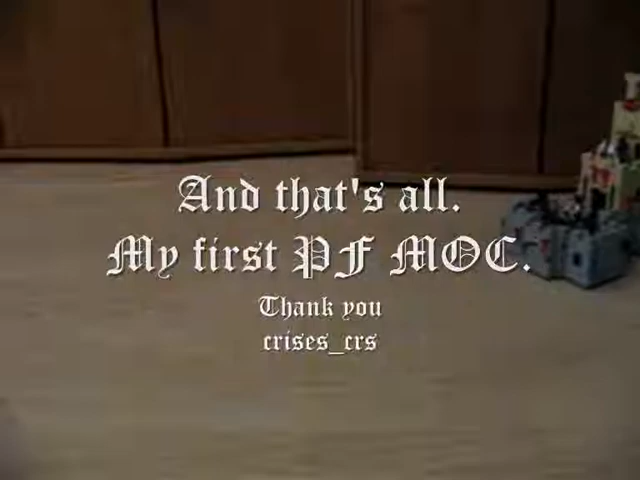 And that's all.
My first PF MOC.
Thank you
crises_crs